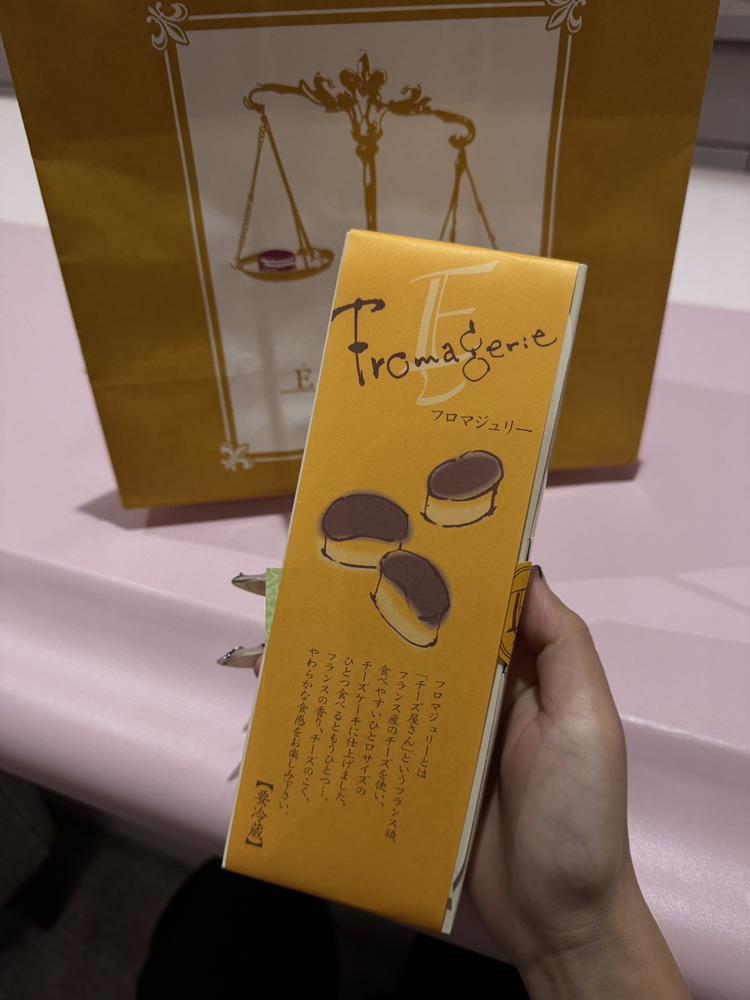 É
E
Fromagerie
フロマジュリー
フロマジュリーとは
「チーズ屋さん」というフランス語。
フランス産のチーズを使い、
食べやすいひと口サイズの
チーズケーキに仕上げました。
ひとつ食べるともうひとつ…。
フランスの香り、チーズのこく、
やわらかな食感をお楽しみ下さい。
【要冷蔵】